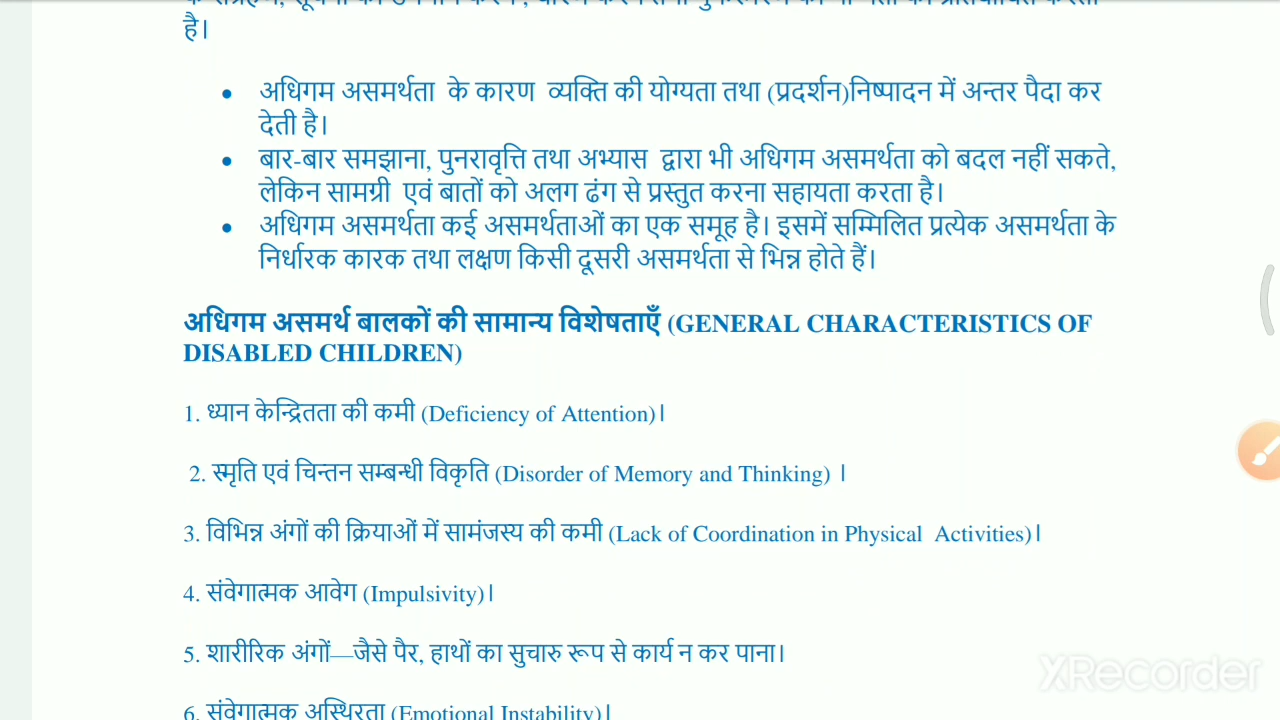 है।
अधिगम असमर्थता के कारण व्यक्ति की योग्यता तथा (प्रदर्शन)निष्पादन में अन्तर पैदा कर
देती है।
बार-बार समझाना, पुनरावृत्ति तथा अभ्यास द्वारा भी अधिगम असमर्थता को बदल नहीं सकते,
लेकिन सामग्री एवं बातों को अलग ढंग से प्रस्तुत करना सहायता करता है।
अधिगम असमर्थता कई असमर्थताओं का एक समूह है। इसमें सम्मिलित प्रत्येक असमर्थता के
निर्धारक कारक तथा लक्षण किसी दूसरी असमर्थता से भिन्न होते हैं।
अधिगम असमर्थ बालकों की सामान्य विशेषताएँ (GENERAL CHARACTERISTICS OF
DISABLED CHILDREN)
1. ध्यान केन्द्रितता की कमी (Deficiency of Attention)।
2. स्मृति एवं चिन्तन सम्बन्धी विकृति (Disorder of Memory and Thinking) ।
3. विभिन्न अंगों की क्रियाओं में सामंजस्य की कमी (Lack of Coordination in Physical Activities)।
4. संवेगात्मक आवेग (Impulsivity)।
5. शारीरिक अंगों—जैसे पैर, हाथों का सुचारु रूप से कार्य न कर पाना।
6. संवेगात्मक अस्थिरता (Emotional Instability)।
XRecorder